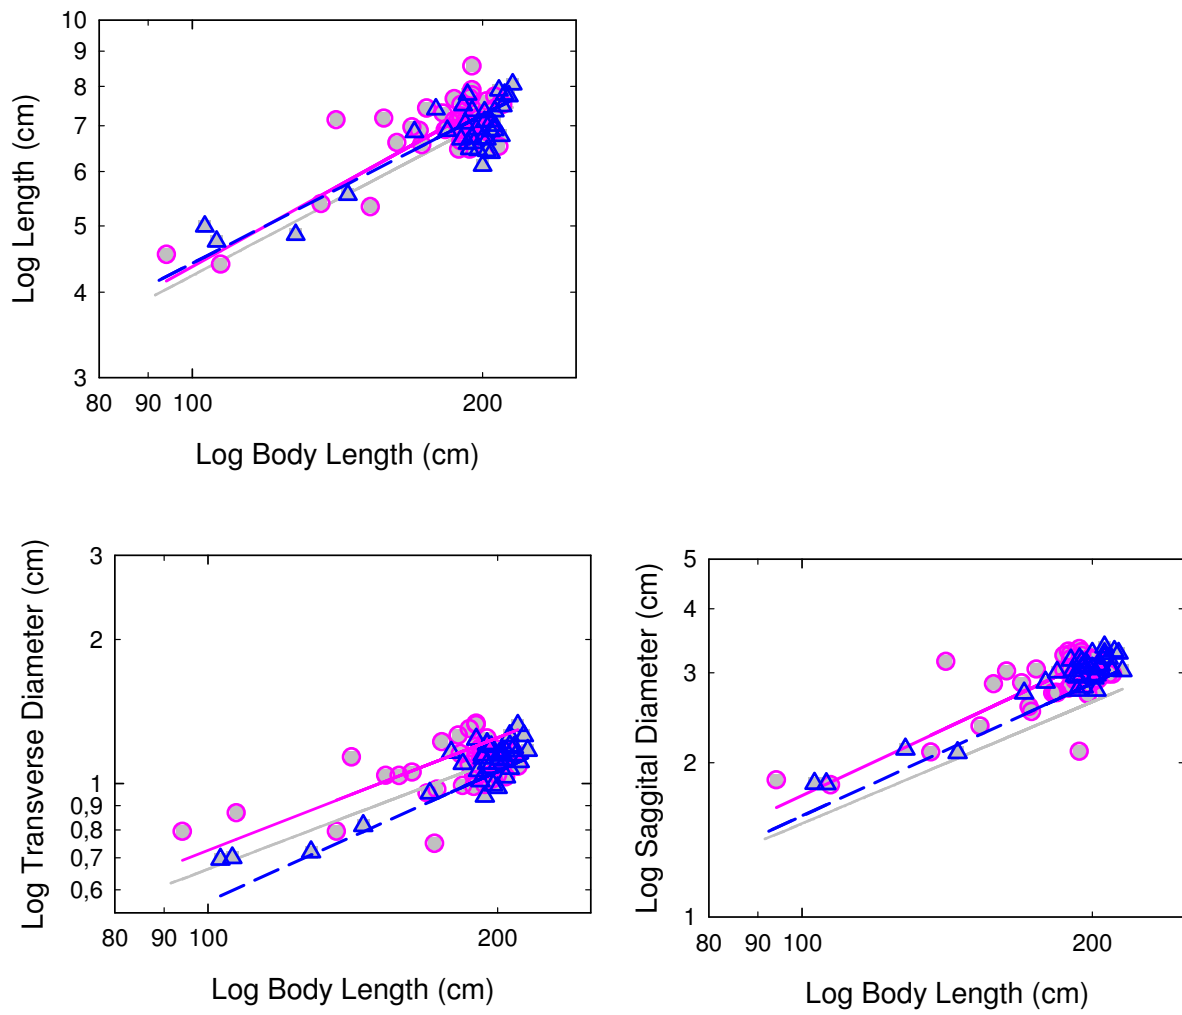 10
9
8
7
6
5
4
3
Log Length (cm)
80 90 100 200
Log Body Length (cm)
3
2
1
0,9
0,8
0,7
0,6
Log Transverse Diameter (cm)
80 90 100 200
Log Body Length (cm)
5
4
3
2
1
Log Saggital Diameter (cm)
80 90 100 200
Log Body Length (cm)